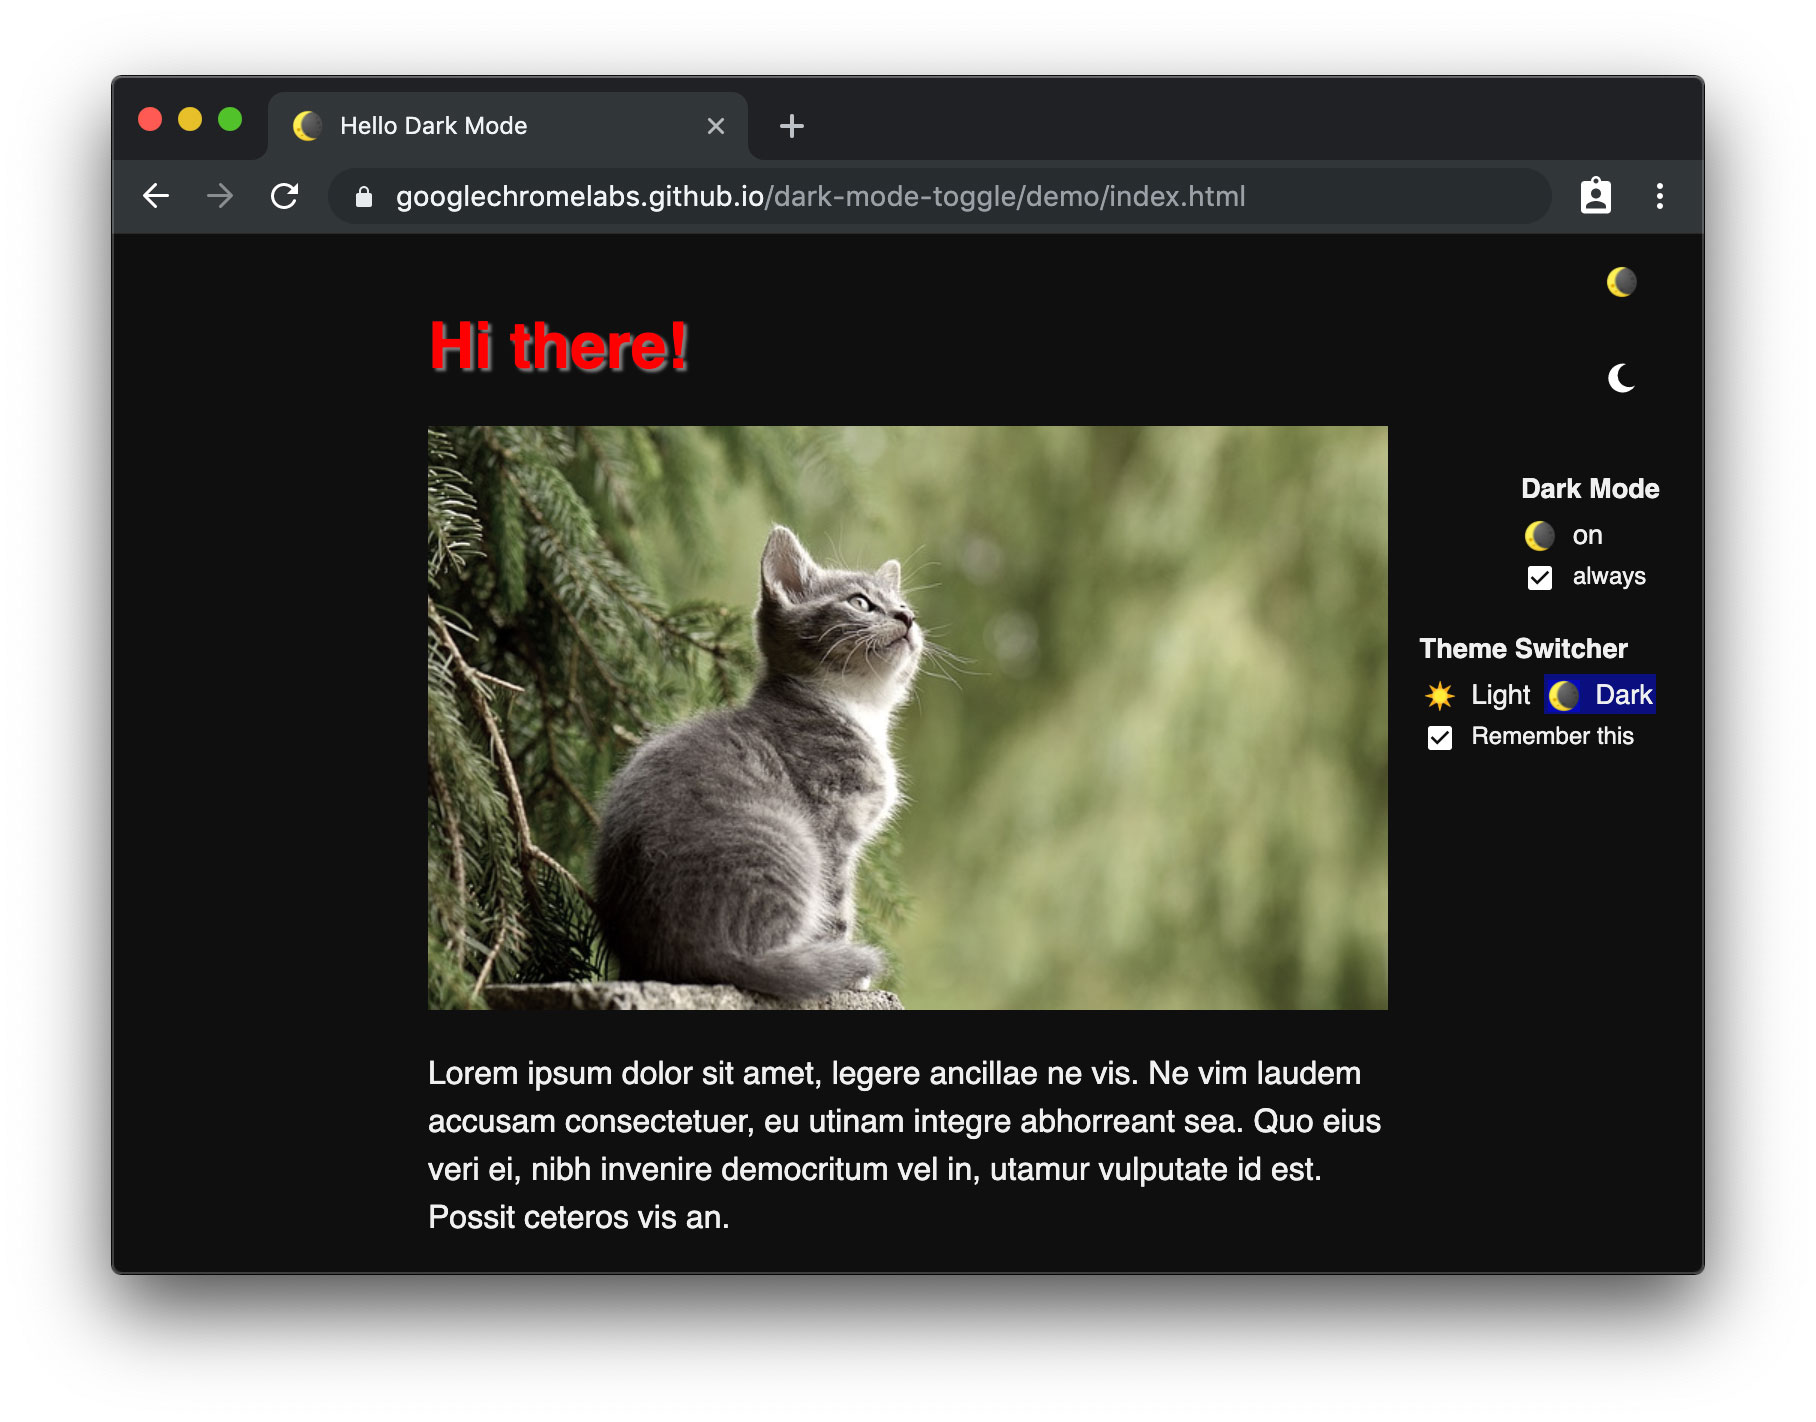 Hello Dark Mode
googlechromelabs.github.io/dark-mode-toggle/demo/index.html
Hi there!
Dark Mode
on
always
Theme Switcher
Light Dark
Remember this
Lorem ipsum dolor sit amet, legere ancillae ne vis. Ne vim laudem
accusam consectetuer, eu utinam integre abhorreant sea. Quo eius
veri ei, nibh invenire democritum vel in, utamur vulputate id est.
Possit ceteros vis an.